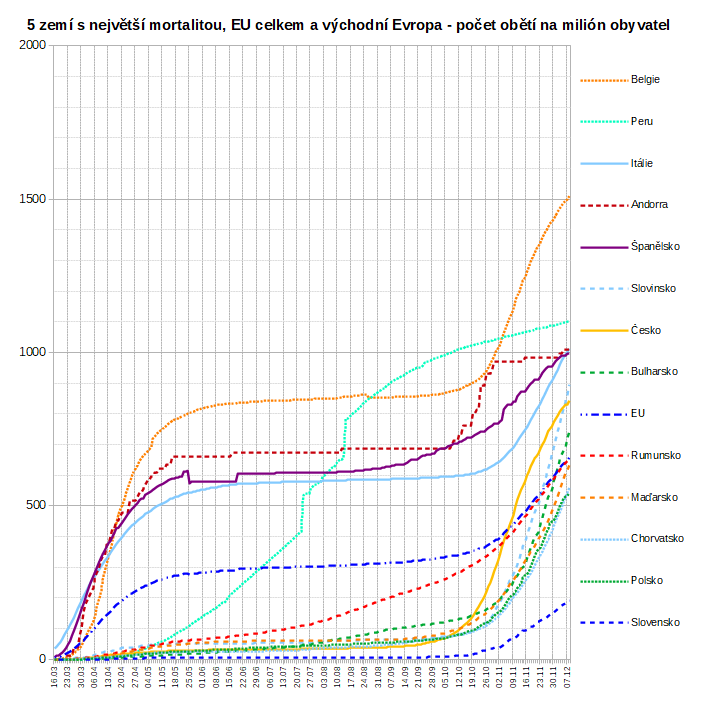 5 zemí s největší mortalitou, EU celkem a východní Evropa - počet obětí na milión obyvatel
2000
1500
1000
500
0
16.03
23.03
30.03
06.04
13.04
20.04
27.04
04.05
11.05
18.05
25.05
01.06
08.06
15.06
22.06
29.06
06.07
13.07
20.07
27.07
03.08
10.08
17.08
24.08
31.08
07.09
14.09
21.09
28.09
05.10
12.10
19.10
26.10
02.11
09.11
16.11
23.11
30.11
07.12
Belgie
Peru
Itálie
Andorra
Španělsko
Slovinsko
Česko
Bulharsko
EU
Rumunsko
Maďarsko
Chorvatsko
Polsko
Slovensko